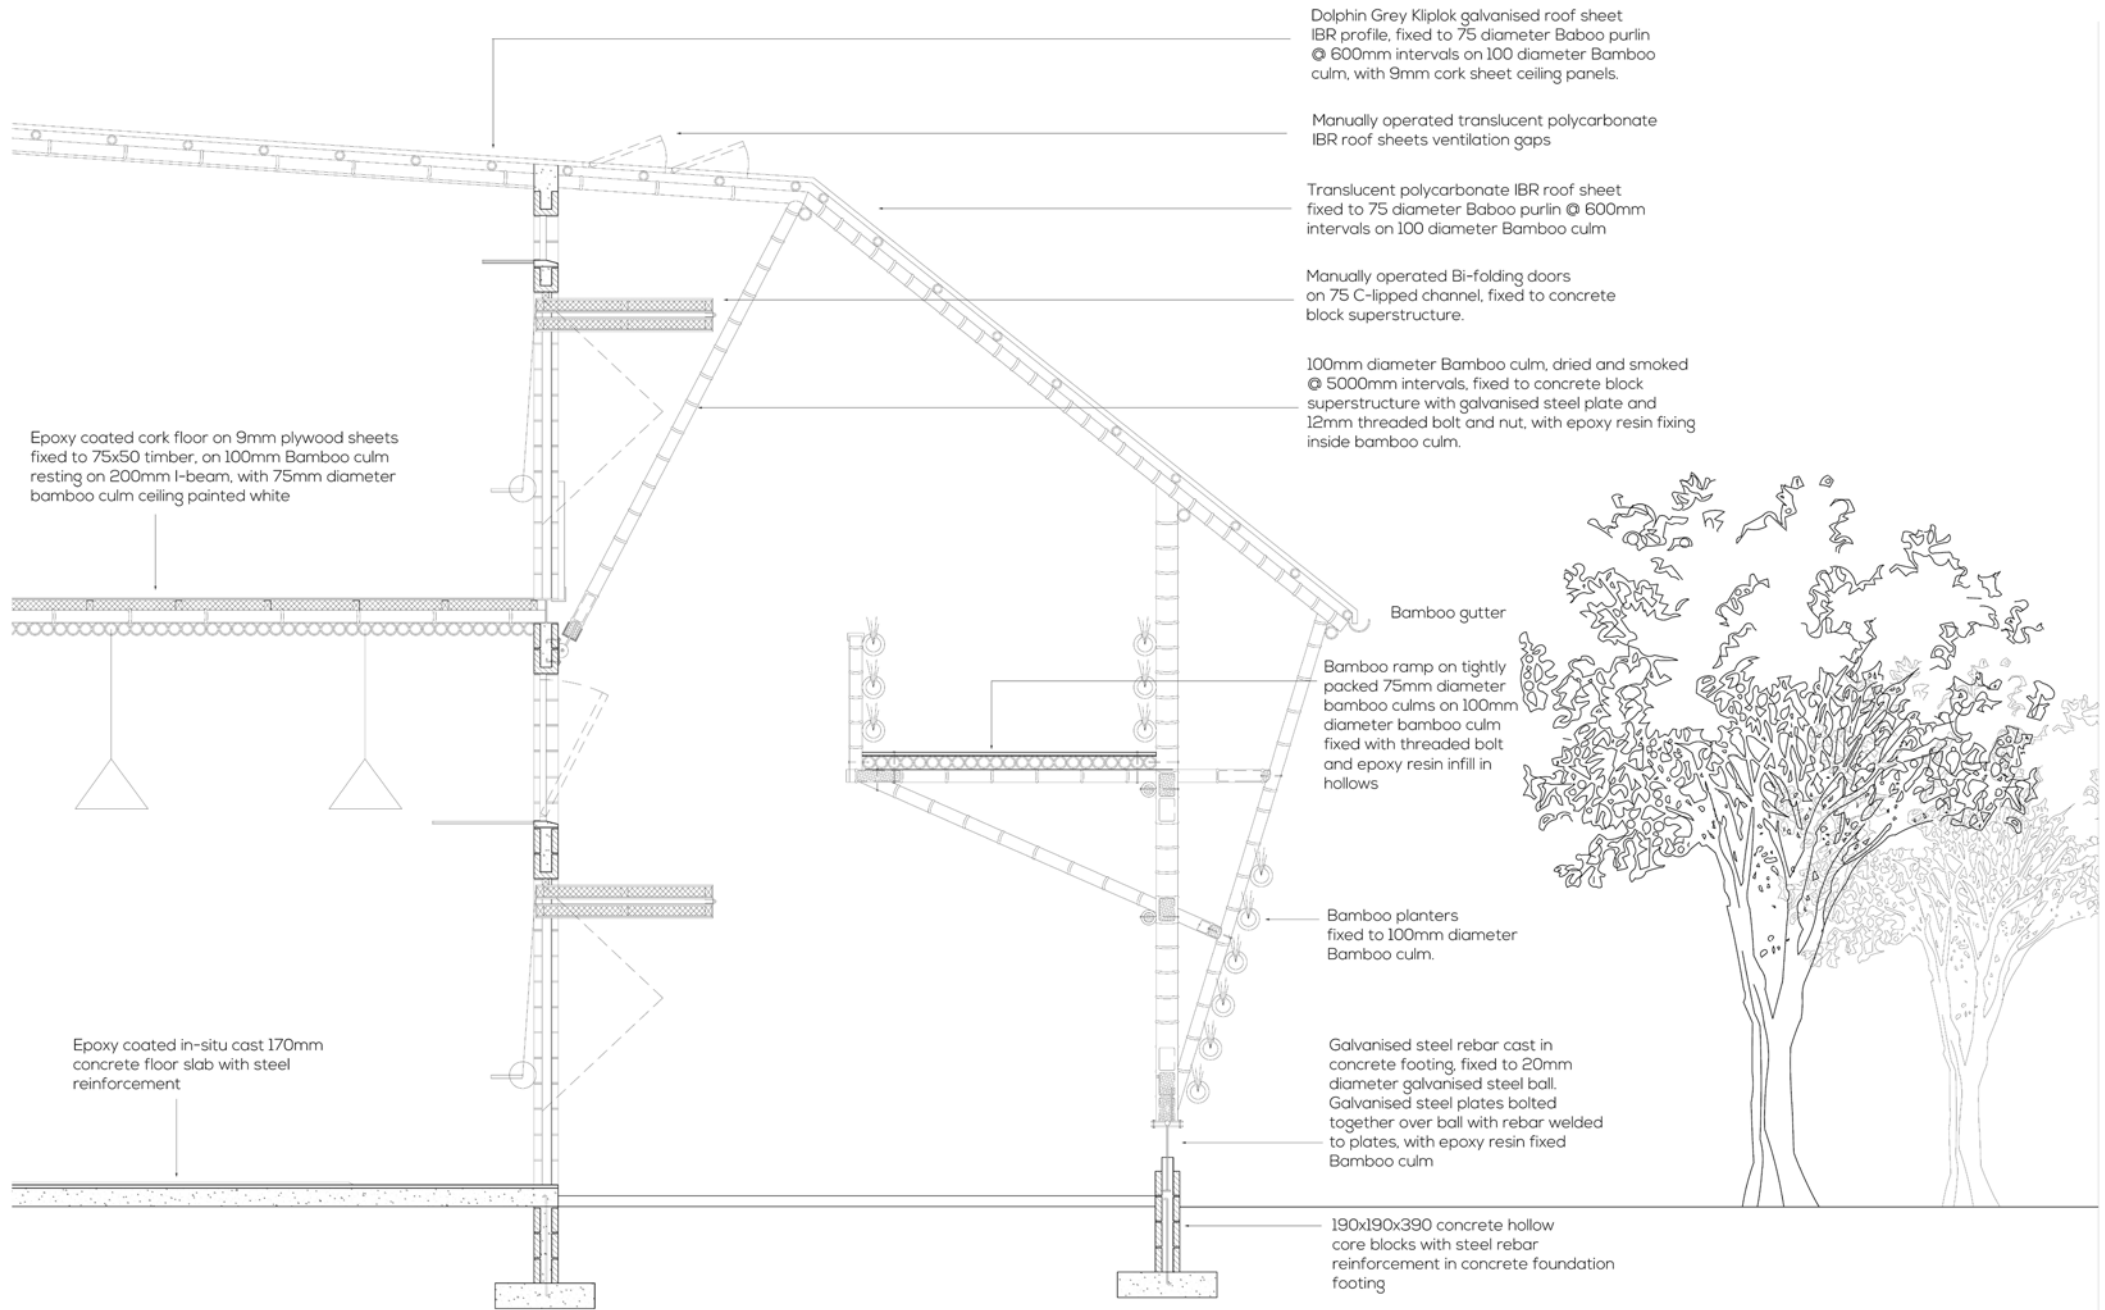 Dolphin Grey Kliplok galvanised roof sheet
IBR profile, fixed to 75 diameter Baboo purlin
@ 600mm intervals on 100 diameter Bamboo
culm, with 9mm cork sheet ceiling panels.
Manually operated translucent polycarbonate
IBR roof sheets ventilation gaps
Translucent polycarbonate IBR roof sheet
fixed to 75 diameter Baboo purlin @ 600mm
intervals on 100 diameter Bamboo culm
Manually operated Bi-folding doors
on 75 C-lipped channel, fixed to concrete
block superstructure.
100mm diameter Bamboo culm, dried and smoked
@ 5000mm intervals, fixed to concrete block
superstructure with galvanised steel plate and
12mm threaded bolt and nut, with epoxy resin fixing
inside bamboo culm.
Epoxy coated cork floor on 9mm plywood sheets
fixed to 75x50 timber, on 100mm Bamboo culm
resting on 200mm I-beam, with 75mm diameter
bamboo culm ceiling painted white
Bamboo gutter
Bamboo ramp on tightly
packed 75mm diameter
bamboo culms on 100mm
diameter bamboo culm
fixed with threaded bolt
and epoxy resin infill in
hollows
Bamboo planters
fixed to 100mm diameter
Bamboo culm.
Epoxy coated in-situ cast 170mm
concrete floor slab with steel
reinforcement
Galvanised steel rebar cast in
concrete footing, fixed to 20mm
diameter galvanised steel ball.
Galvanised steel plates bolted
together over ball with rebar welded
to plates, with epoxy resin fixed
Bamboo culm
190x190x390 concrete hollow
core blocks with steel rebar
reinforcement in concrete foundation
footing